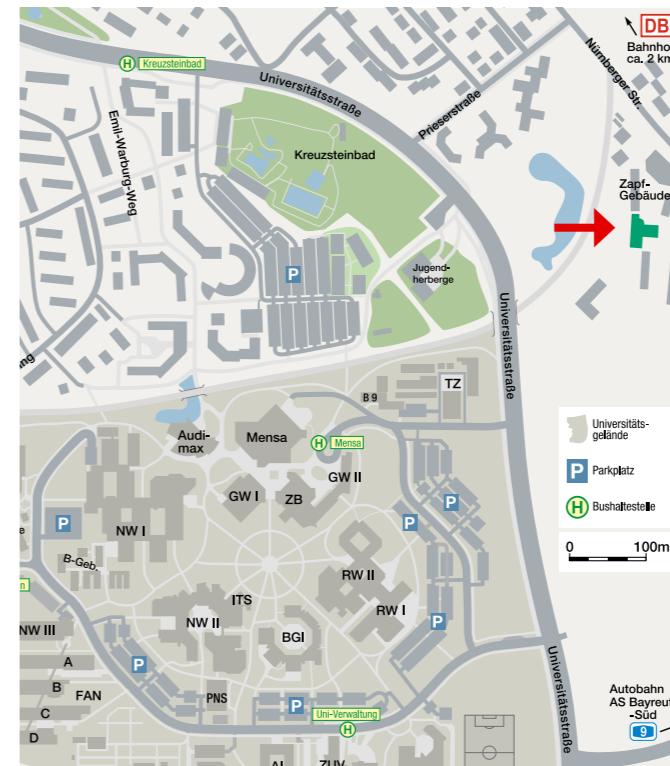 DB
Bahnho
ca. 2 km
H Kreuzsteinbad
Universitätsstraße
Nürnberger Str.
Prieserstraße
Emil-Warburg-Weg
Kreuzsteinbad
Zapf-
Gebäude
P
Jugend-
herberge
Universitätsstraße
ng
B 9
TZ
Audi-
max
Mensa
H Mensa
GW II
GW I
ZB
Universitäts-
gelände
P Parkplatz
H Bushaltestelle
0 100m
P
P
P
NW I
e
B-Geb.
n
RW II
ITS
RW I
NW II
NW III
BGI
P
P
A
B
FAN
C
D
PNS
P
Uni-Verwaltung
H
Universitätsstraße
Autobahn
AS Bayreut
-Süd
9
AI
ZUV